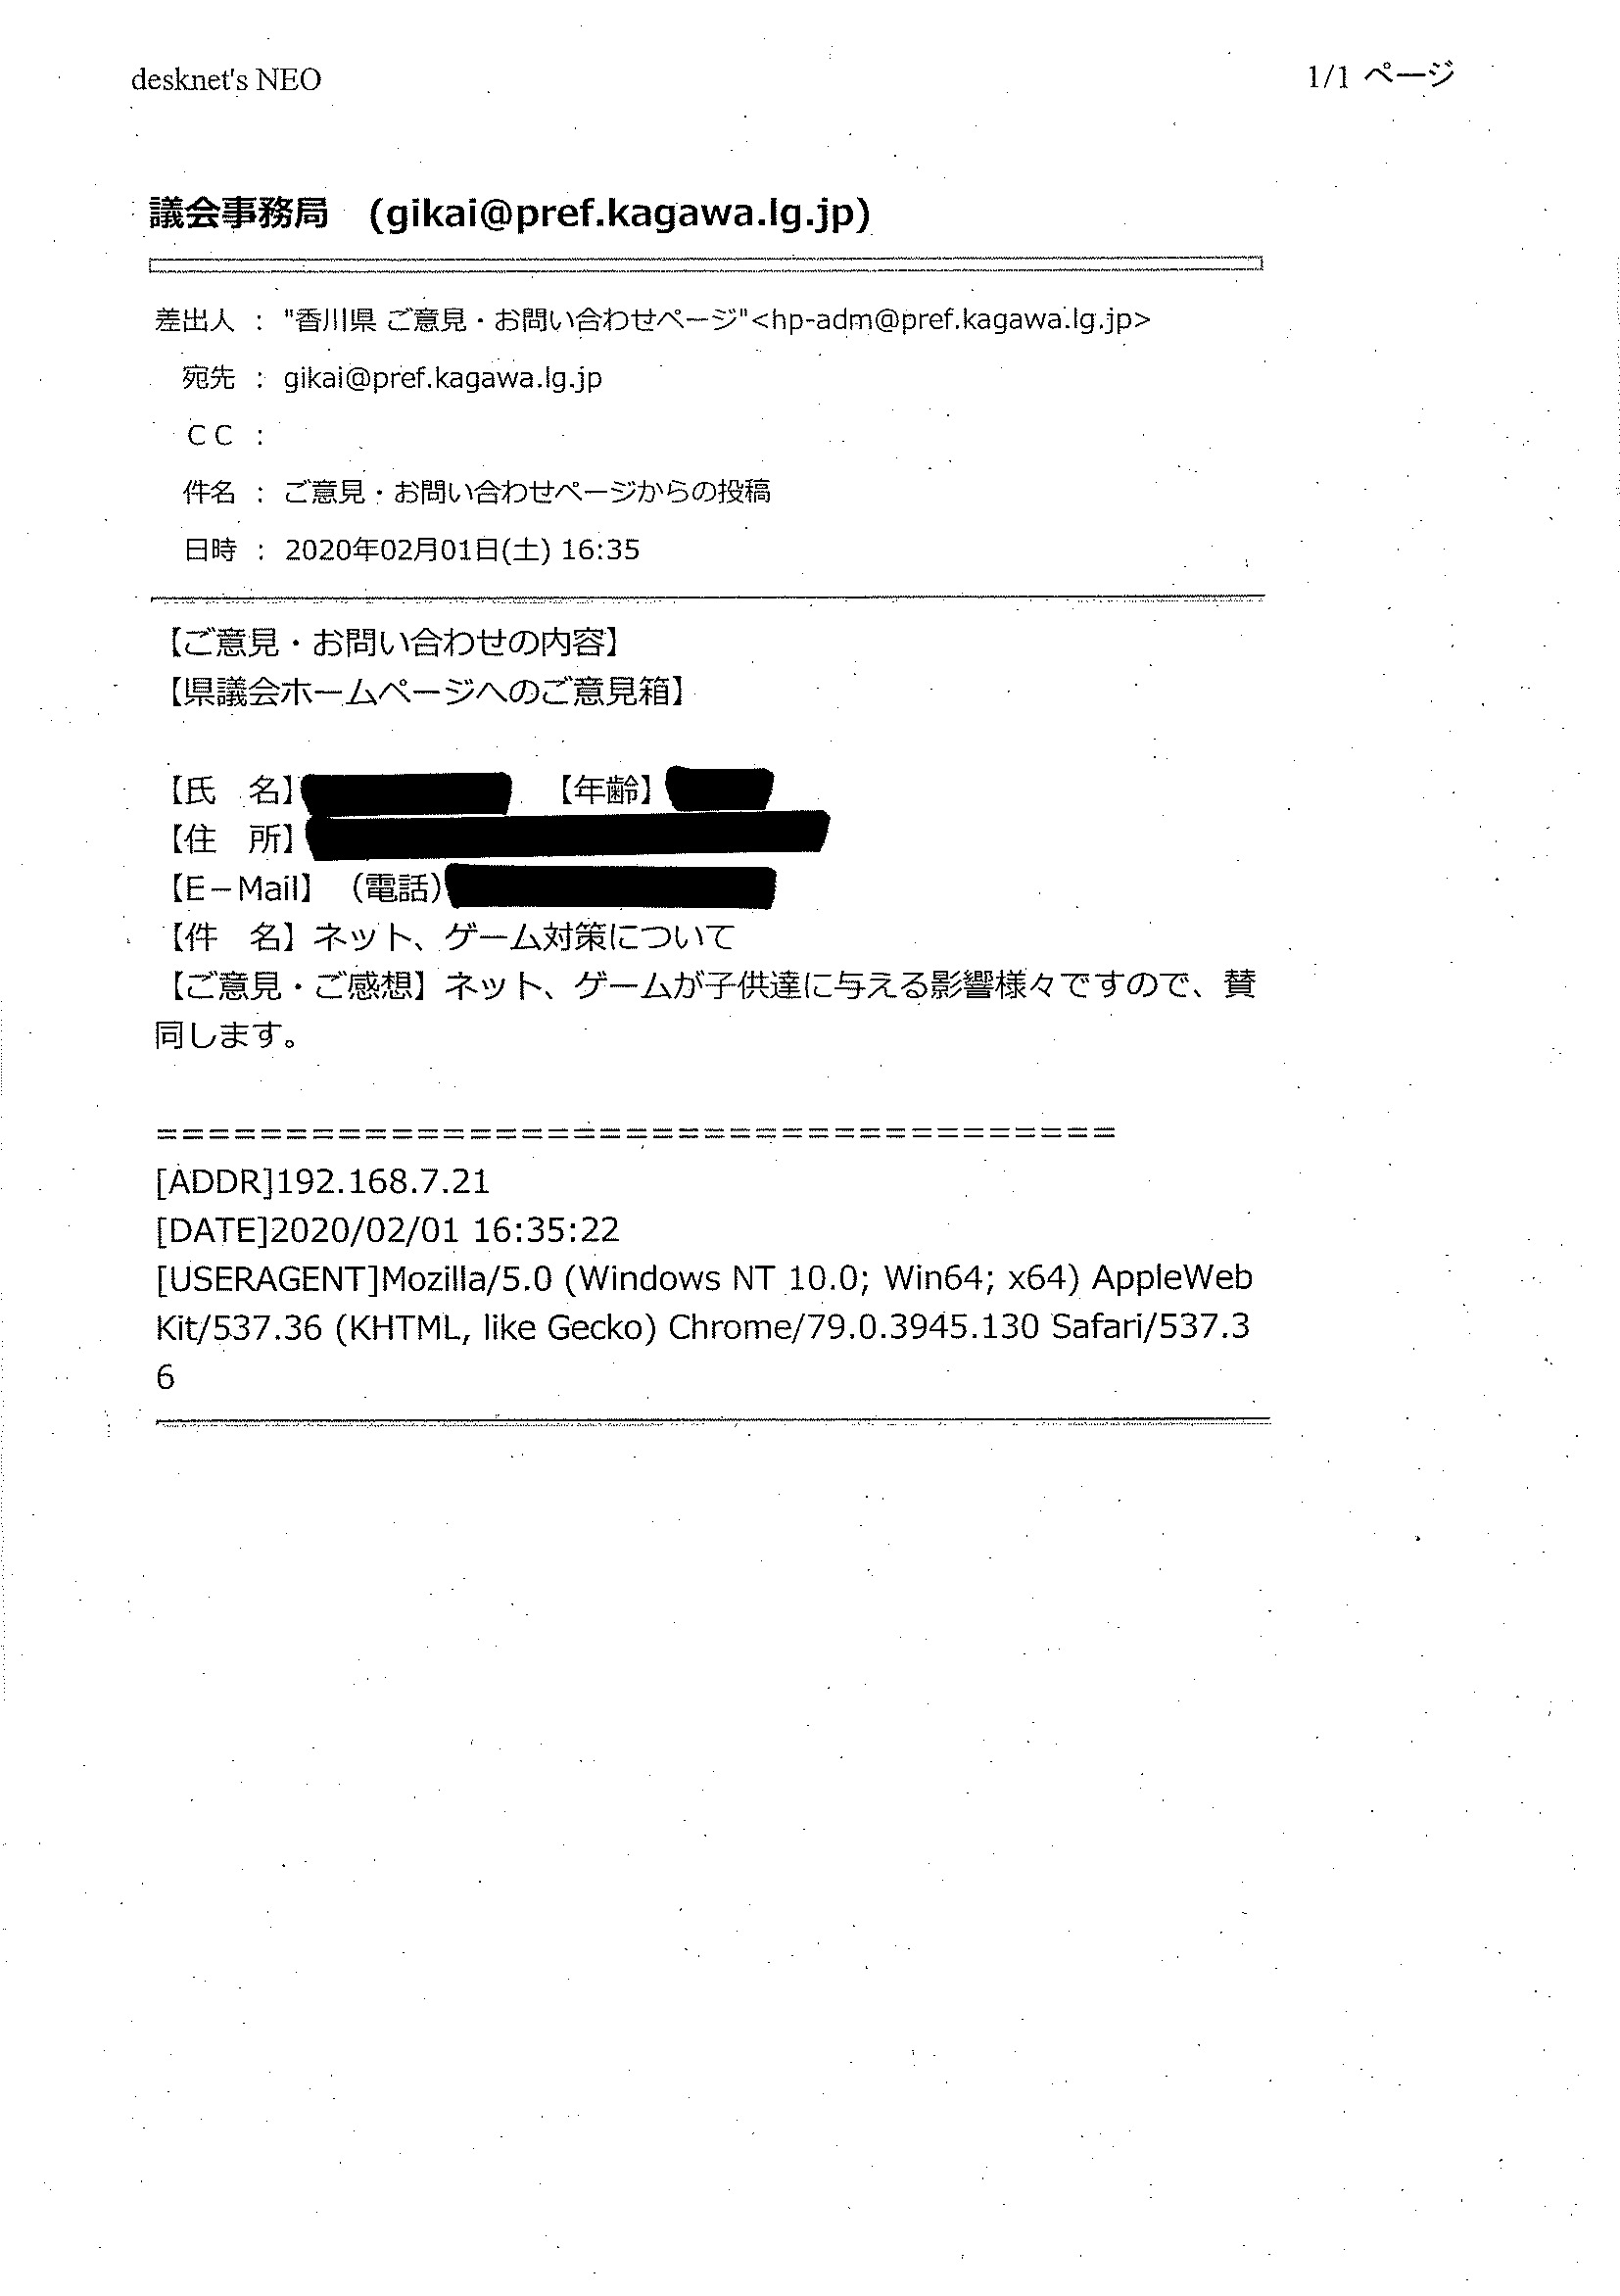 desknet's NEO
1/1 ページ
議会事務局　(gikai@pref.kagawa.lg.jp)
差出人 ： "香川県 ご意見・お問い合わせページ"<hp-adm@pref.kagawa.lg.jp>
宛先 ： gikai@pref.kagawa.lg.jp
ＣＣ ：
件名 ： ご意見・お問い合わせページからの投稿
日時 ： 2020年02月01日(土) 16:35
【ご意見・お問い合わせの内容】
【県議会ホームページへのご意見箱】
【氏　名】　【年齢】
【住　所】
【E－Mail】（電話）
【件　名】ネット、ゲーム対策について
【ご意見・ご感想】ネット、ゲームが子供達に与える影響様々ですので、賛
同します。
=====================================
[ADDR]192.168.7.21
[DATE]2020/02/01 16:35:22
[USERAGENT]Mozilla/5.0 (Windows NT 10.0; Win64; x64) AppleWeb
Kit/537.36 (KHTML, like Gecko) Chrome/79.0.3945.130 Safari/537.3
6